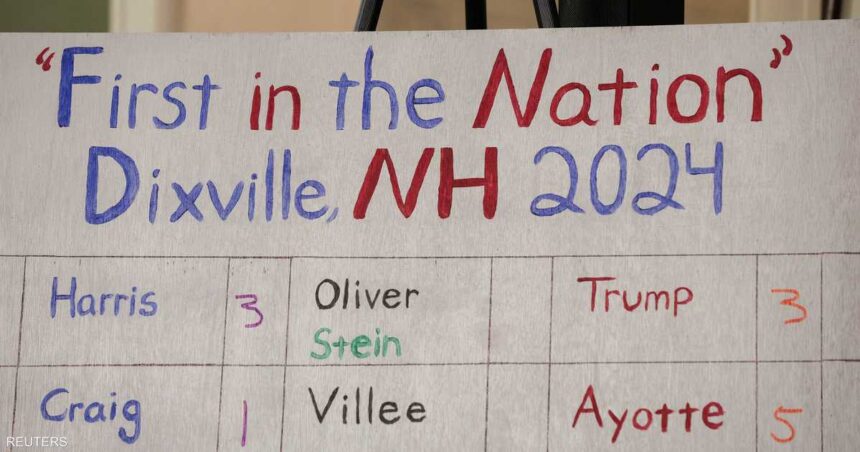 "First in the Nation"
Dixville, NH 2024
Harris 3 Oliver Trump 3
Stein
Craig 1 Villee Ayotte 5
REUTERS